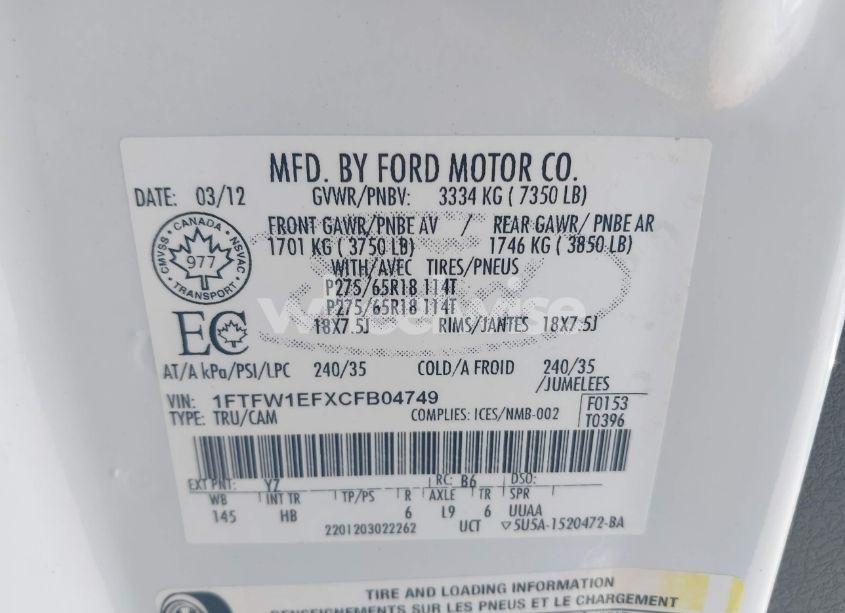 MFD. BY FORD MOTOR CO.
DATE: 03/12 GVWR/PNBV: 3334 KG ( 7350 LB)
FRONT GAWR/PNBE AV / REAR GAWR/ PNBE AR
1701 KG ( 3750 LB) 1746 KG ( 3850 LB)
CANADA
CMVSS NSVAC
977
TRANSPORT
WITH/AVEC TIRES/PNEUS
P275/65R18 114T
P275/65R18 114T
EC
18X7.5J RIMS/JANTES 18X7.5J
AT/A kPa/PSI/LPC 240/35 COLD/A FROID 240/35
/JUMELEES
VIN: 1FTFW1EFXCFB04749 F0153
TYPE: TRU/CAM COMPLIES: ICES/NMB-002 T0396
EXT PNT: YZ RC: B6 DSO:
WB INT TR TP/PS R AXLE TR SPR
145 HB 6 L9 6 UUAA
2201203022262 UCT ▽5U5A-1520472-BA
TIRE AND LOADING INFORMATION
RENSEIGNEMENTS SUR LES PNEUS ET LE CHARGEMENT